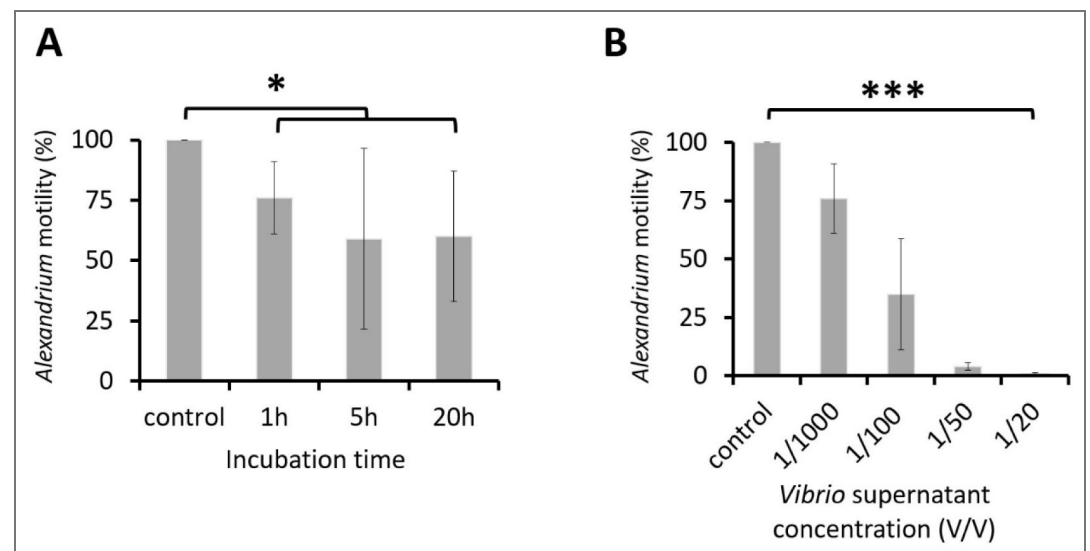 A
*
Alexandrium motility (%)
100
75
50
25
0
control 1h 5h 20h
Incubation time
B
***
Alexandrium motility (%)
100
75
50
25
0
control 1/1000 1/100 1/50 1/20
Vibrio supernatant
concentration (V/V)